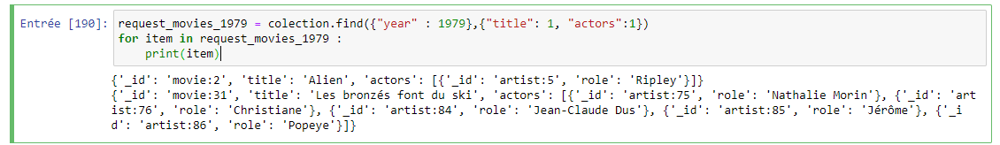 Entrée [190]: request_movies_1979 = colection.find({"year" : 1979},{"title": 1, "actors":1})
for item in request_movies_1979 :
    print(item)
{'_id': 'movie:2', 'title': 'Alien', 'actors': [{'_id': 'artist:5', 'role': 'Ripley'}]}
{'_id': 'movie:31', 'title': 'Les bronzés font du ski', 'actors': [{'_id': 'artist:75', 'role': 'Nathalie Morin'}, {'_id': 'art
ist:76', 'role': 'Christiane'}, {'_id': 'artist:84', 'role': 'Jean-Claude Dus'}, {'_id': 'artist:85', 'role': 'Jérôme'}, {'_i
d': 'artist:86', 'role': 'Popeye'}]}